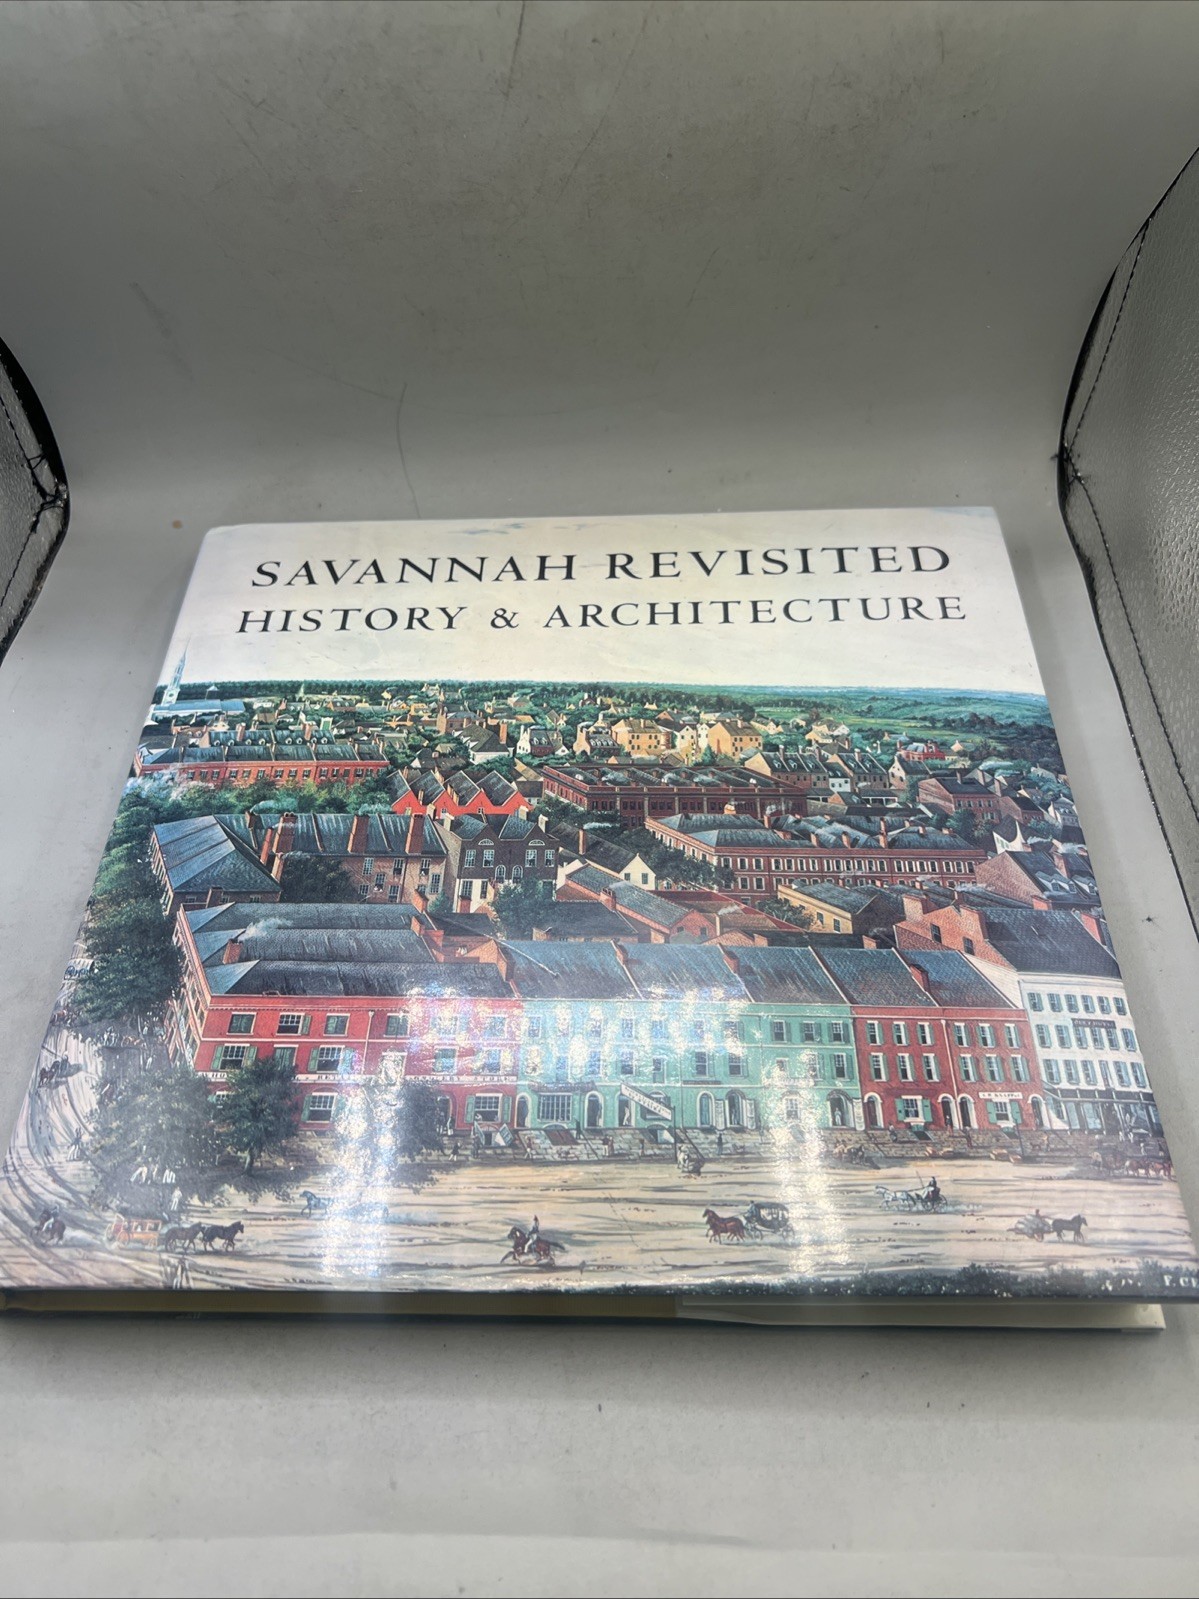 SAVANNAH REVISITED
HISTORY & ARCHITECTURE